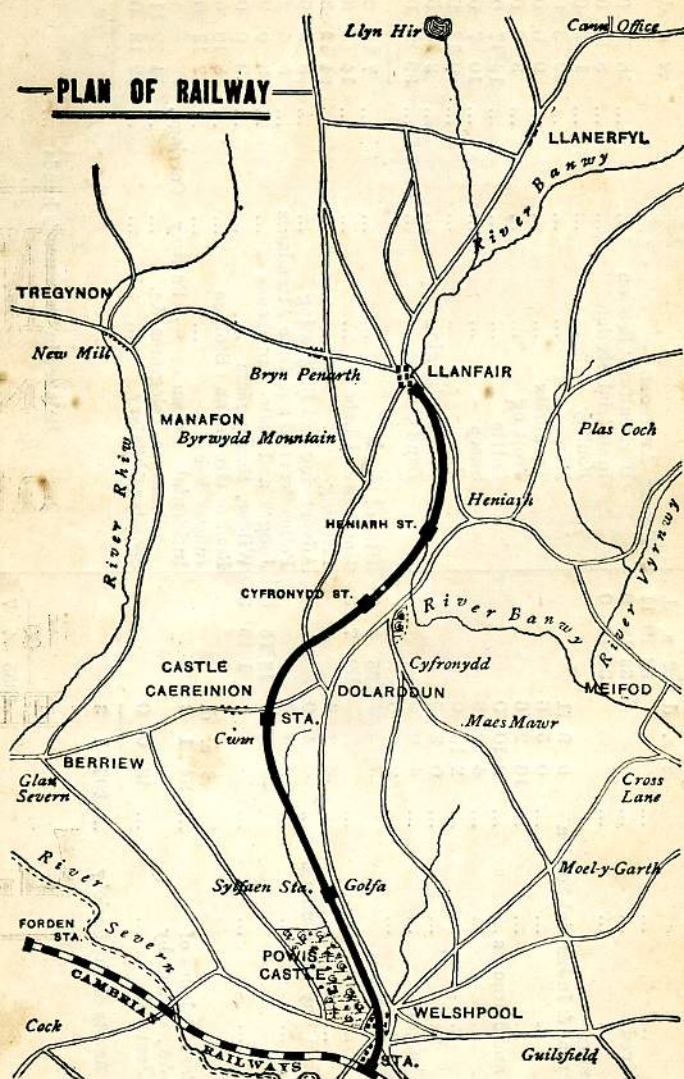 Llyn Hir
Cann Office
PLAN OF RAILWAY
LLANERFYL
River Banwy
TREGYNON
New Mill
Bryn Penarth
LLANFAIR
MANAFON
Byrwydd Mountain
Plas Coch
River Rhiw
Heniarh
HENIARH ST.
River Vyrnwy
CYFRONYDD ST.
River Banwy
CASTLE
CAEREINION
Cyfronydd
DOLARDDUN
MEIFOD
STA.
Cwm
Maes Mawr
BERRIEW
Glan
Severn
Cross
Lane
River Severn
Moel-y-Garth
Sylfaen Sta.
Golfa
FORDEN
STA.
POWIS
CASTLE
CAMBRIAN RAILWAYS
WELSHPOOL
Cock
STA.
Guilsfield